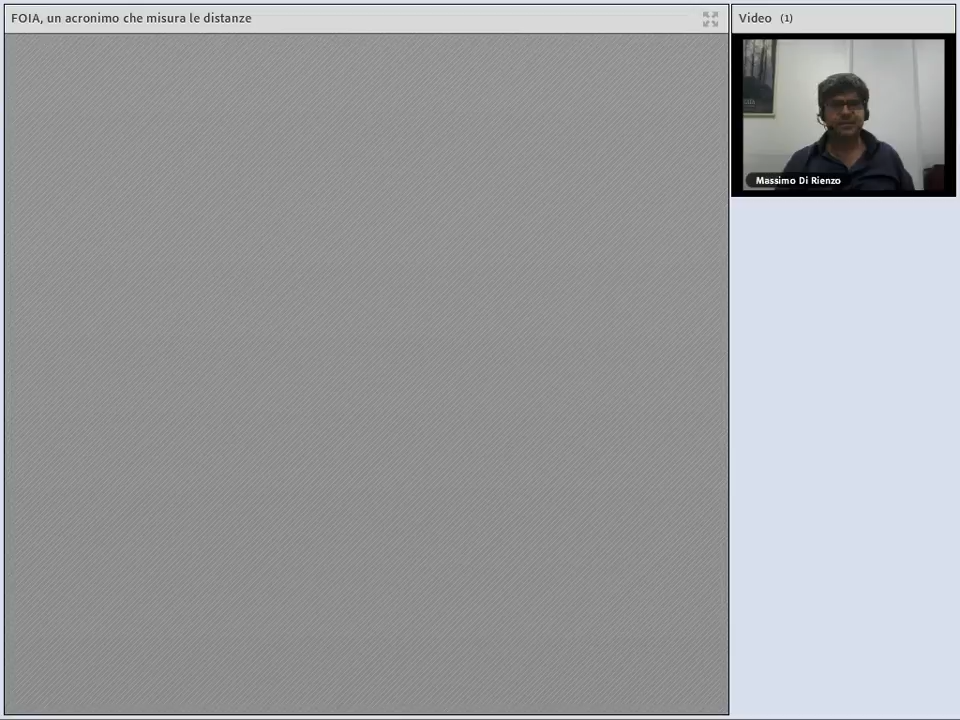 FOIA, un acronimo che misura le distanze
Video (1)
Massimo Di Rienzo